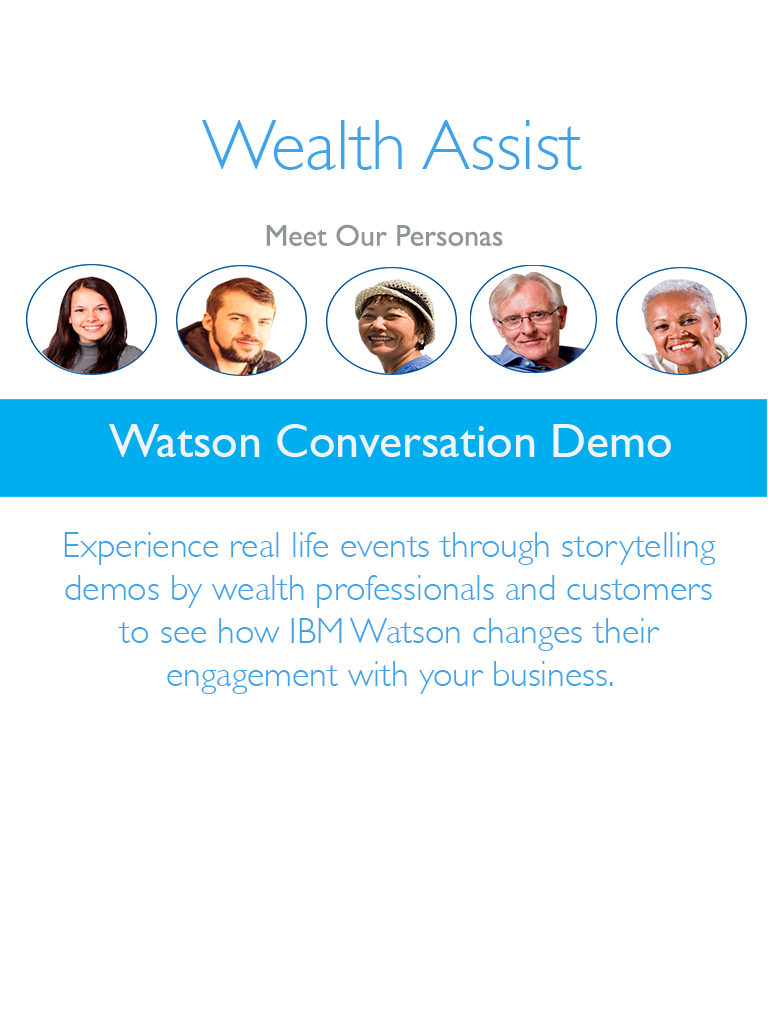 Wealth Assist
Meet Our Personas
Watson Conversation Demo
Experience real life events through storytelling
demos by wealth professionals and customers
to see how IBM Watson changes their
engagement with your business.